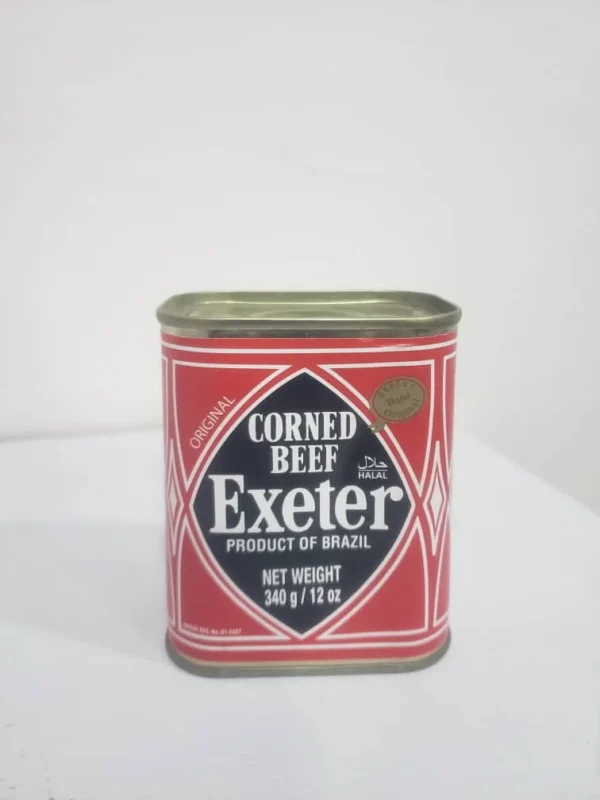 ORIGINAL
CORNED
BEEF
حلال
HALAL
Exeter
PRODUCT OF BRAZIL
NET WEIGHT
340 g / 12 oz